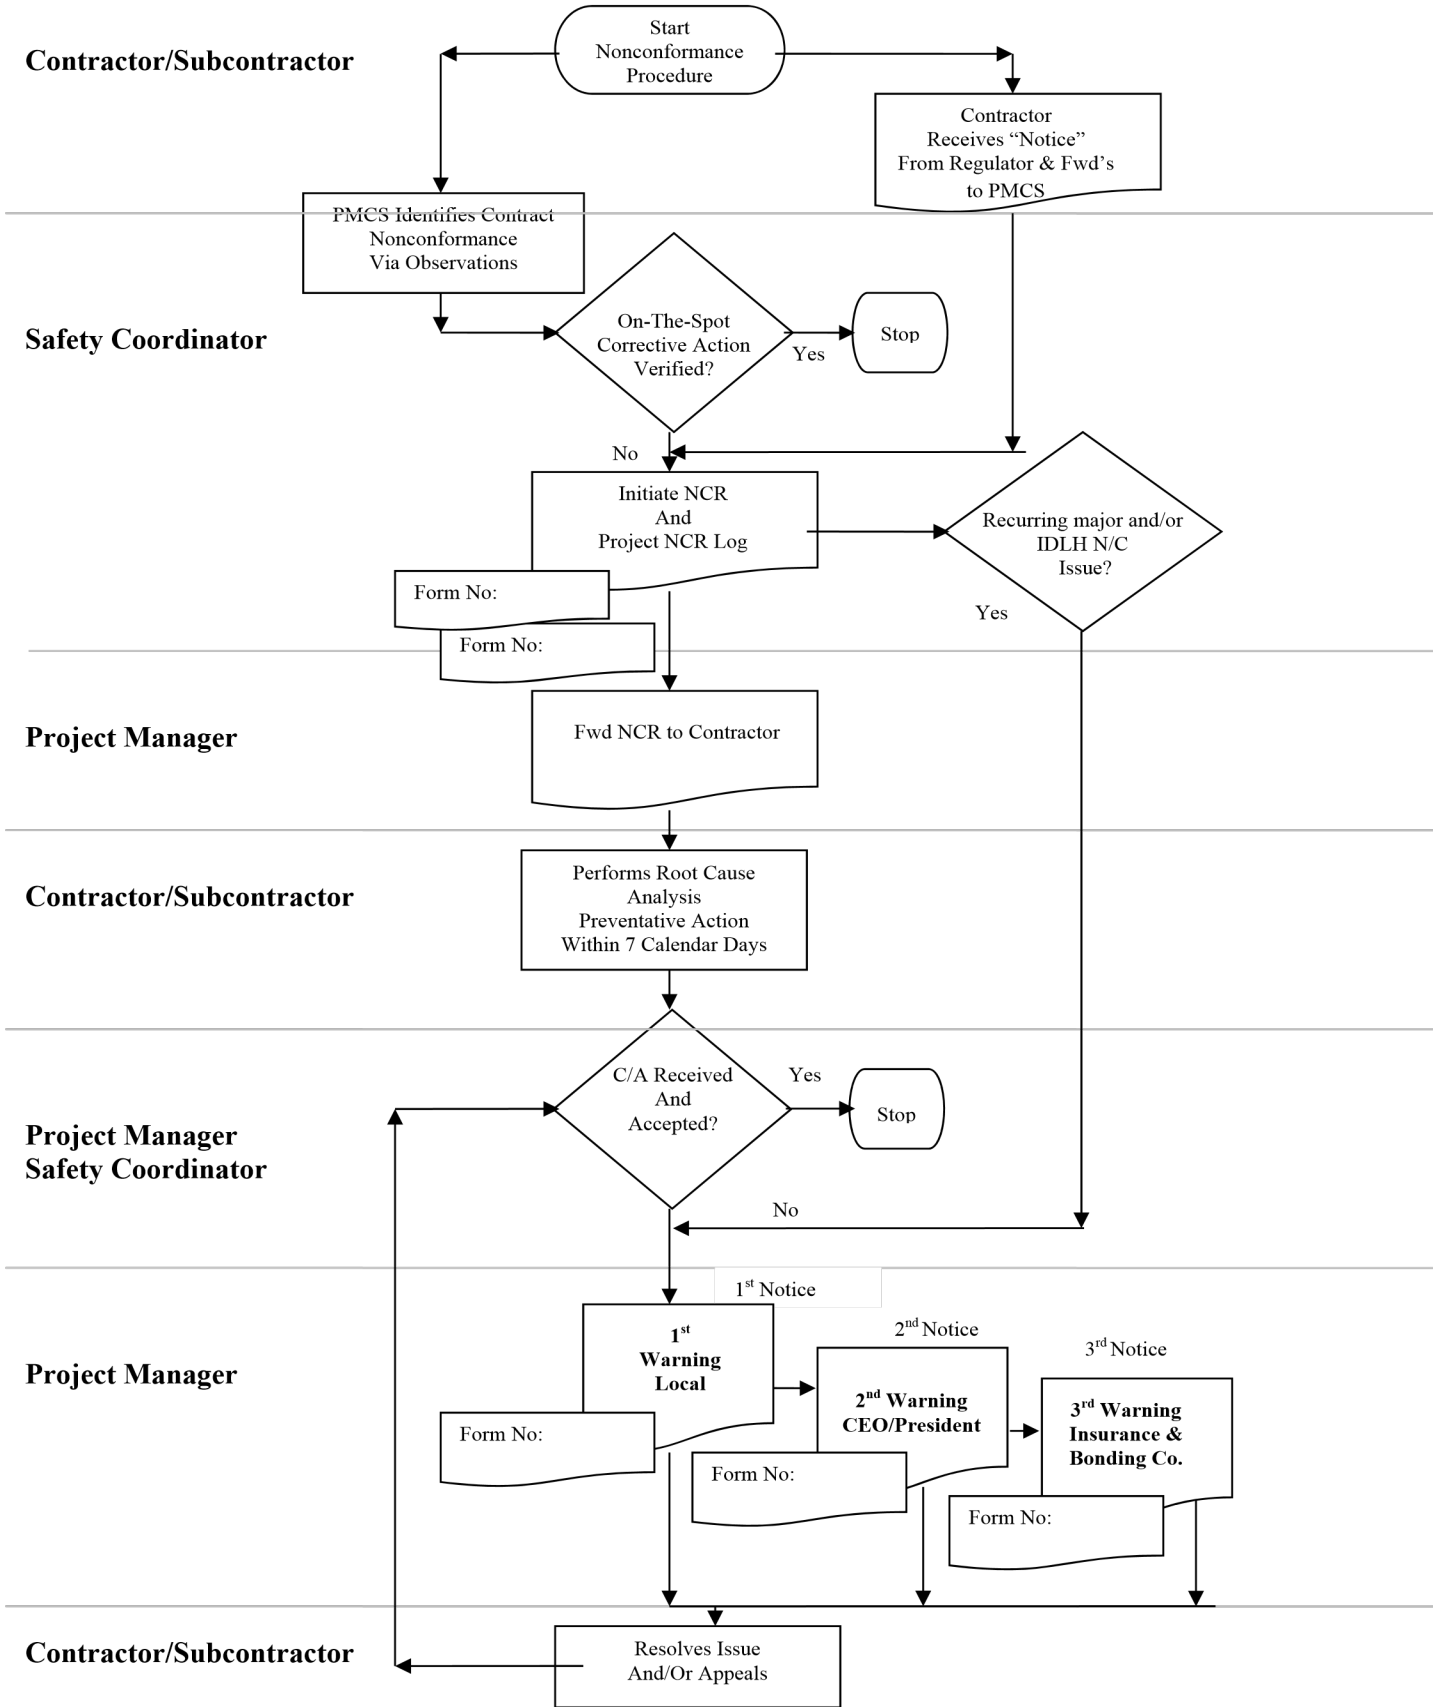 Start
Nonconformance
Procedure
Contractor/Subcontractor
Contractor
Receives “Notice”
From Regulator & Fwd's
to PMCS
PMCS Identifies Contract
Nonconformance
Via Observations
Safety Coordinator
On-The-Spot
Corrective Action
Verified?
Yes
Stop
No
Initiate NCR
And
Project NCR Log
Recurring major and/or
IDLH N/C
Issue?
Yes
Form No:
Form No:
Project Manager
Fwd NCR to Contractor
Contractor/Subcontractor
Performs Root Cause
Analysis
Preventative Action
Within 7 Calendar Days
C/A Received
And
Accepted?
Yes
Stop
Project Manager
Safety Coordinator
No
1st Notice
2nd Notice
3rd Notice
Project Manager
1st
Warning
Local
2nd Warning
CEO/President
3rd Warning
Insurance &
Bonding Co.
Form No:
Form No:
Form No:
Contractor/Subcontractor
Resolves Issue
And/Or Appeals